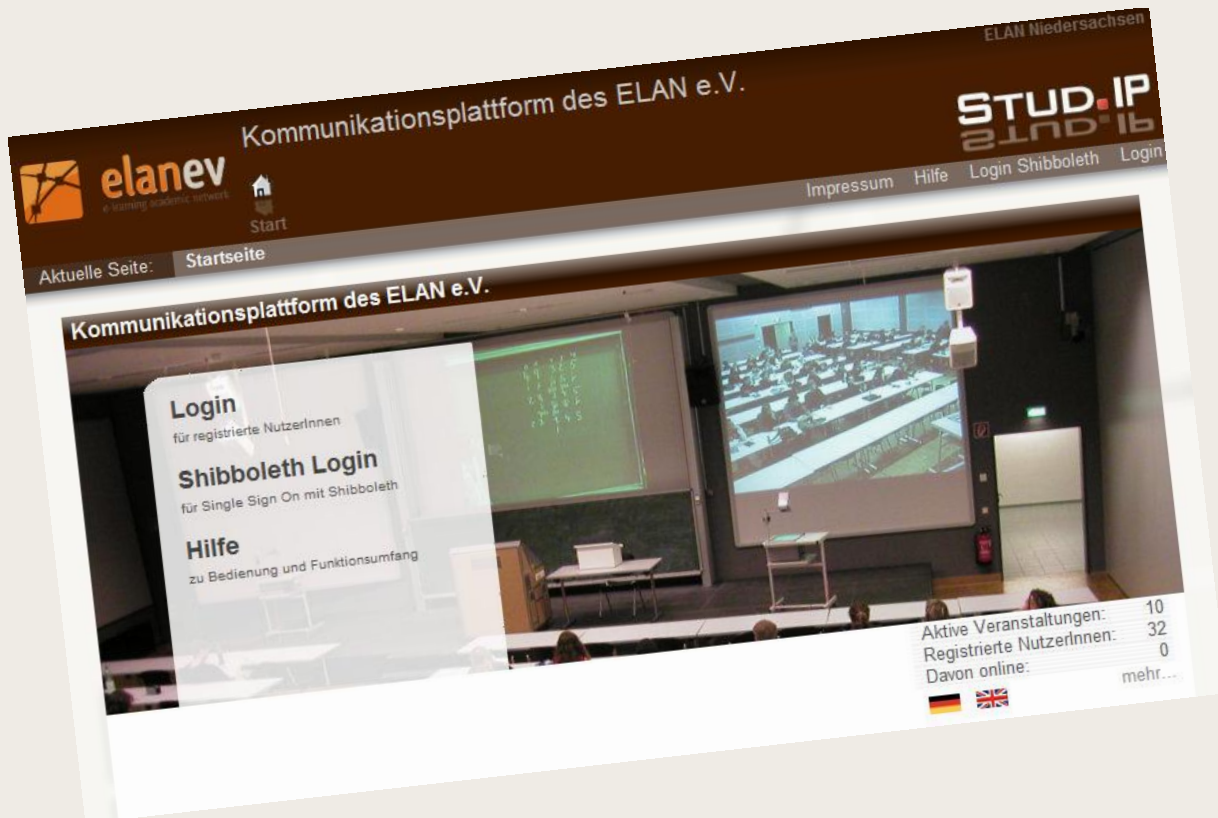 ELAN Niedersachsen
Kommunikationsplattform des ELAN e.V.
STUD.IP
elanev
e-learning academic network
Start
Impressum Hilfe Login Shibboleth Login
Aktuelle Seite: Startseite
Kommunikationsplattform des ELAN e.V.
Login
für registrierte NutzerInnen
Shibboleth Login
für Single Sign On mit Shibboleth
Hilfe
zu Bedienung und Funktionsumfang
Aktive Veranstaltungen: 10
Registrierte NutzerInnen: 32
Davon online: 0
mehr...